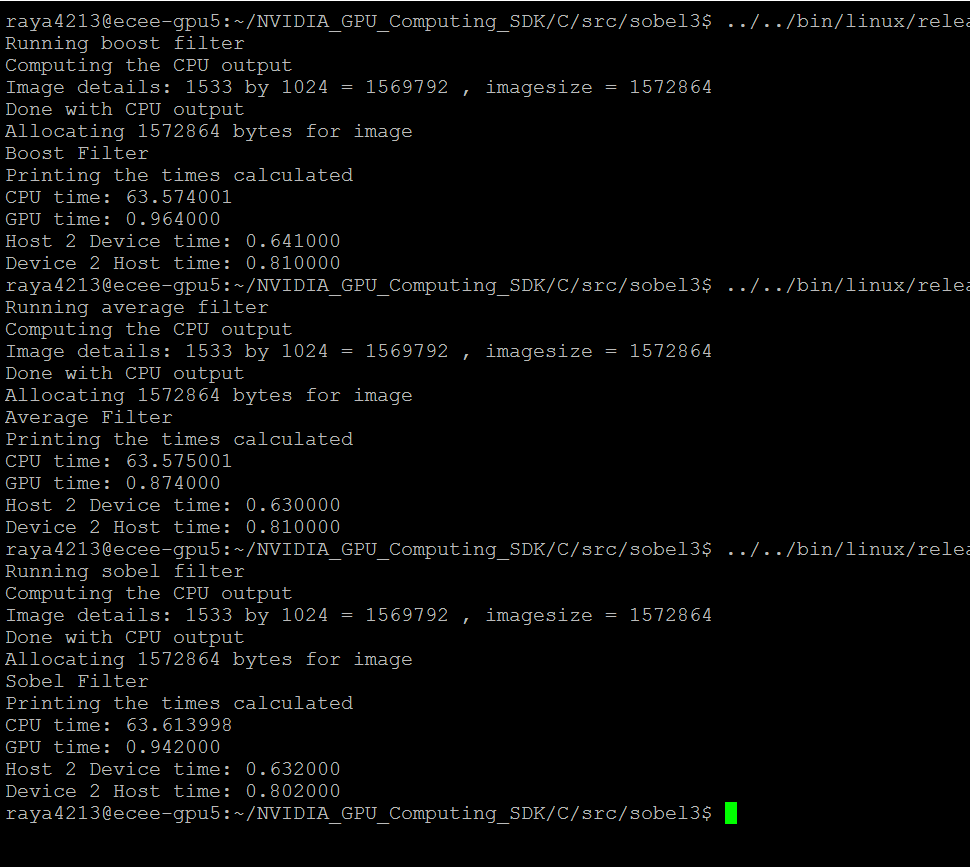 raya4213@ecee-gpu5:~/NVIDIA_GPU_Computing_SDK/C/src/sobel3$ ../../bin/linux/relea
Running boost filter
Computing the CPU output
Image details: 1533 by 1024 = 1569792 , imagesize = 1572864
Done with CPU output
Allocating 1572864 bytes for image
Boost Filter
Printing the times calculated
CPU time: 63.574001
GPU time: 0.964000
Host 2 Device time: 0.641000
Device 2 Host time: 0.810000
raya4213@ecee-gpu5:~/NVIDIA_GPU_Computing_SDK/C/src/sobel3$ ../../bin/linux/relea
Running average filter
Computing the CPU output
Image details: 1533 by 1024 = 1569792 , imagesize = 1572864
Done with CPU output
Allocating 1572864 bytes for image
Average Filter
Printing the times calculated
CPU time: 63.575001
GPU time: 0.874000
Host 2 Device time: 0.630000
Device 2 Host time: 0.810000
raya4213@ecee-gpu5:~/NVIDIA_GPU_Computing_SDK/C/src/sobel3$ ../../bin/linux/relea
Running sobel filter
Computing the CPU output
Image details: 1533 by 1024 = 1569792 , imagesize = 1572864
Done with CPU output
Allocating 1572864 bytes for image
Sobel Filter
Printing the times calculated
CPU time: 63.613998
GPU time: 0.942000
Host 2 Device time: 0.632000
Device 2 Host time: 0.802000
raya4213@ecee-gpu5:~/NVIDIA_GPU_Computing_SDK/C/src/sobel3$